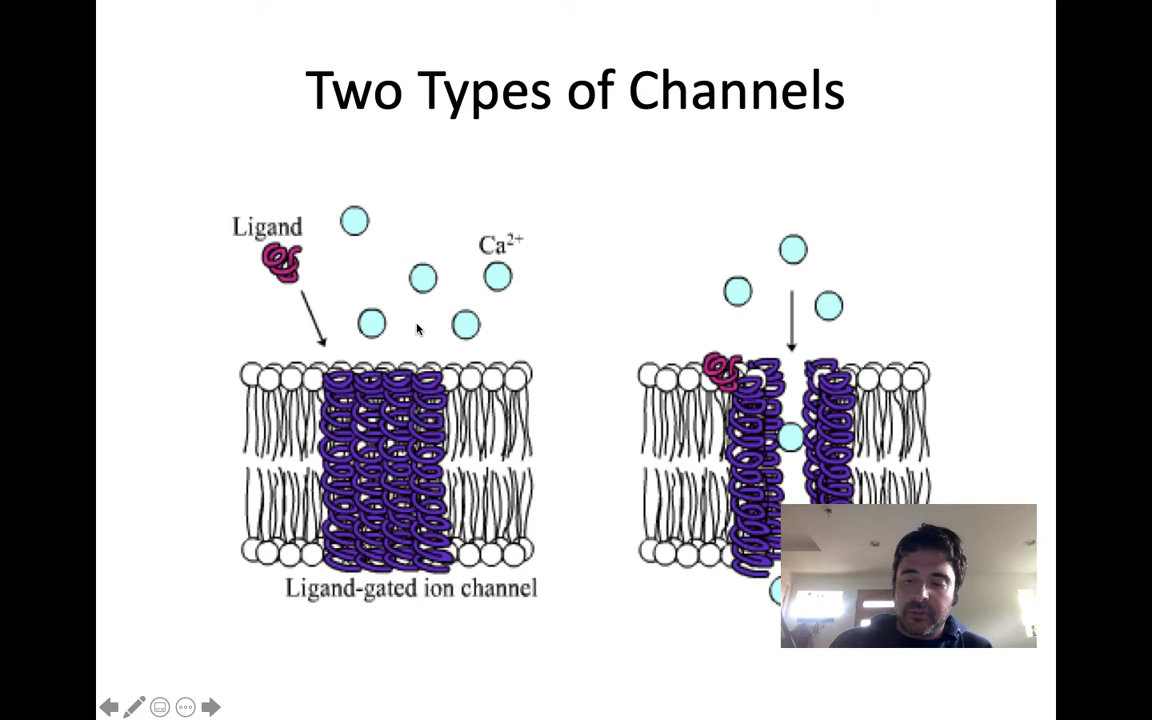 Two Types of Channels
Ligand
Ca²⁺
Ligand-gated ion channel